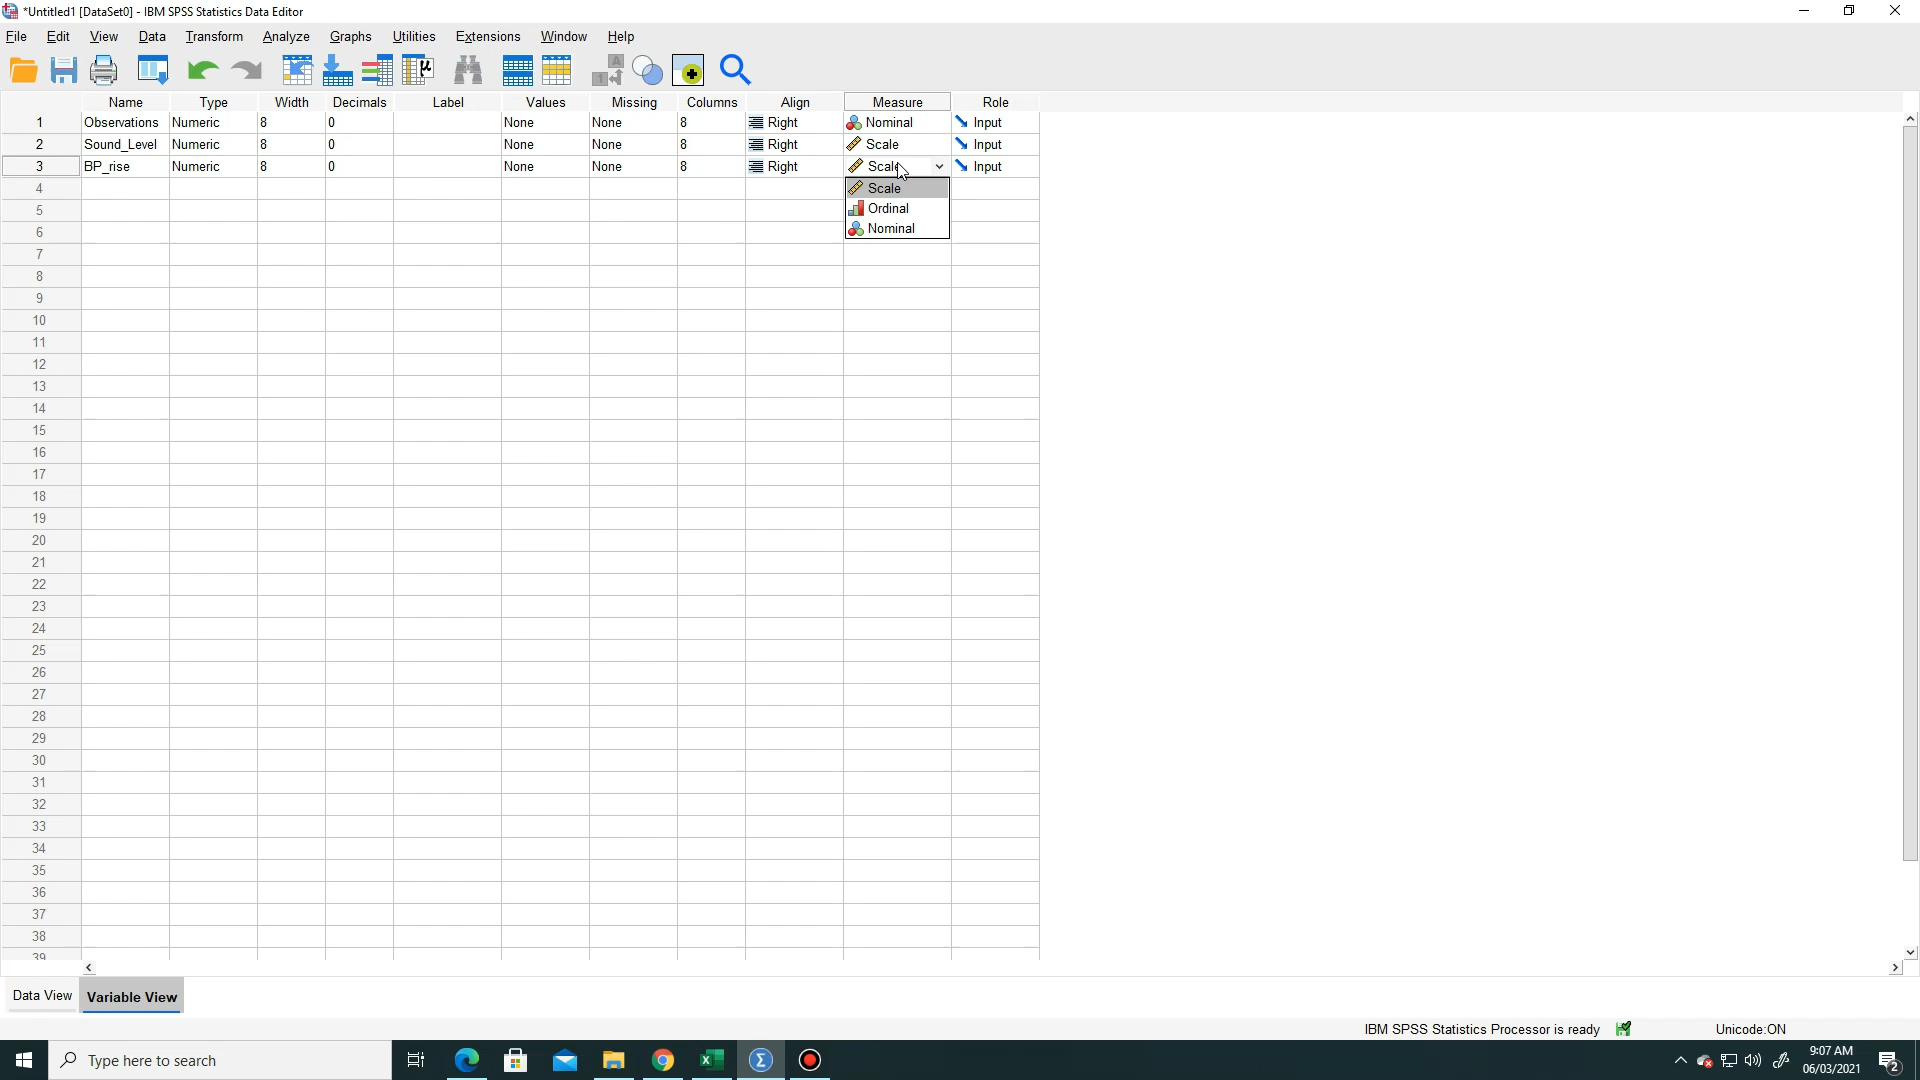 *Untitled1 [DataSet0] - IBM SPSS Statistics Data Editor
File Edit View Data Transform Analyze Graphs Utilities Extensions Window Help
Name Type Width Decimals Label Values Missing Columns Align Measure Role
1 Observations Numeric 8 0 None None 8 Right Nominal Input
2 Sound_Level Numeric 8 0 None None 8 Right Scale Input
3 BP_rise Numeric 8 0 None None 8 Right Scale Input
4 Scale
5 Ordinal
6 Nominal
7
8
9
10
11
12
13
14
15
16
17
18
19
20
21
22
23
24
25
26
27
28
29
30
31
32
33
34
35
36
37
38
39
Data View Variable View
IBM SPSS Statistics Processor is ready Unicode:ON
Type here to search
9:07 AM
06/03/2021
2